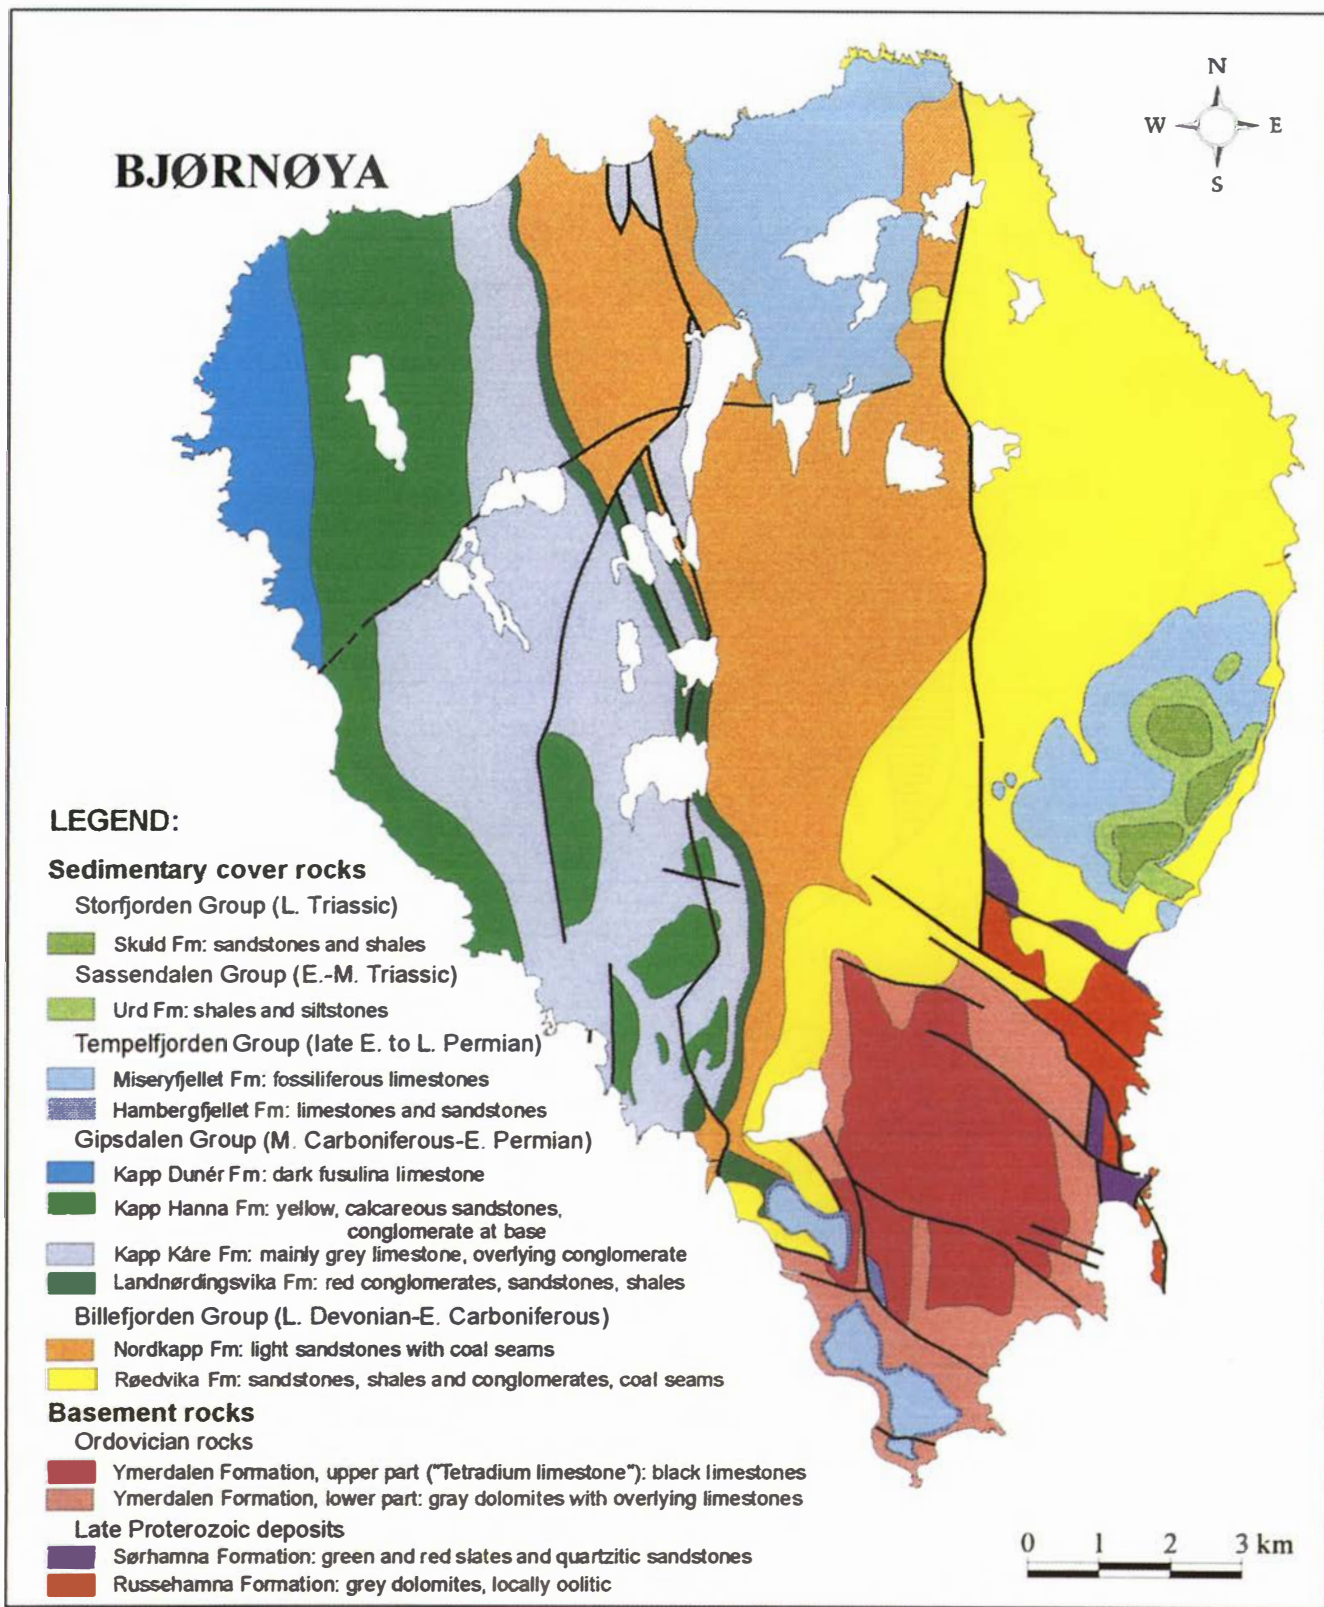 N
W E
S
BJØRNØYA
LEGEND:
Sedimentary cover rocks
Storfjorden Group (L. Triassic)
Skuld Fm: sandstones and shales
Sassendalen Group (E.-M. Triassic)
Urd Fm: shales and siltstones
Tempelfjorden Group (late E. to L. Permian)
Miseryfjellet Fm: fossiliferous limestones
Hambergfjellet Fm: limestones and sandstones
Gipsdalen Group (M. Carboniferous-E. Permian)
Kapp Dunér Fm: dark fusulina limestone
Kapp Hanna Fm: yellow, calcareous sandstones,
conglomerate at base
Kapp Kåre Fm: mainly grey limestone, overlying conglomerate
Landnørdingsvika Fm: red conglomerates, sandstones, shales
Billefjorden Group (L. Devonian-E. Carboniferous)
Nordkapp Fm: light sandstones with coal seams
Røedvika Fm: sandstones, shales and conglomerates, coal seams
Basement rocks
Ordovician rocks
Ymerdalen Formation, upper part ("Tetradium limestone"): black limestones
Ymerdalen Formation, lower part: gray dolomites with overlying limestones
Late Proterozoic deposits
Sørhamna Formation: green and red slates and quartzitic sandstones
Russehamna Formation: grey dolomites, locally oolitic
0 1 2 3 km